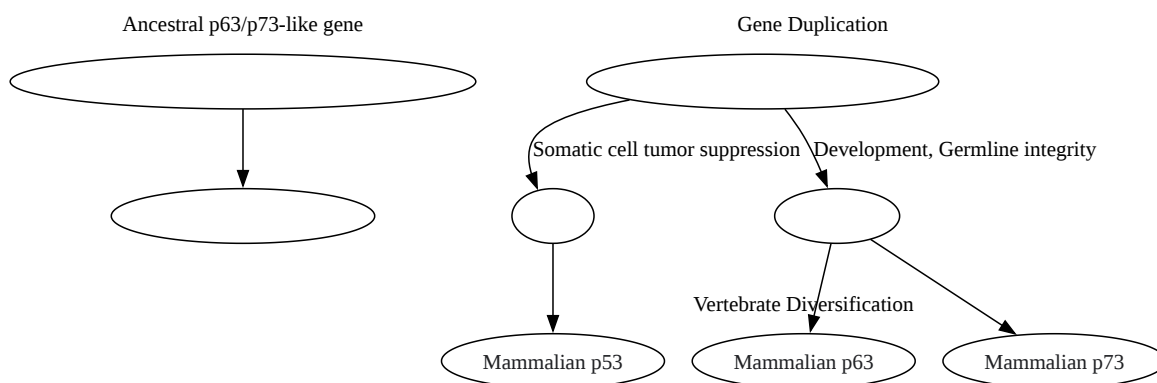 Ancestral p63/p73-like gene
Gene Duplication
Somatic cell tumor suppression
Development, Germline integrity
Vertebrate Diversification
Mammalian p53
Mammalian p63
Mammalian p73